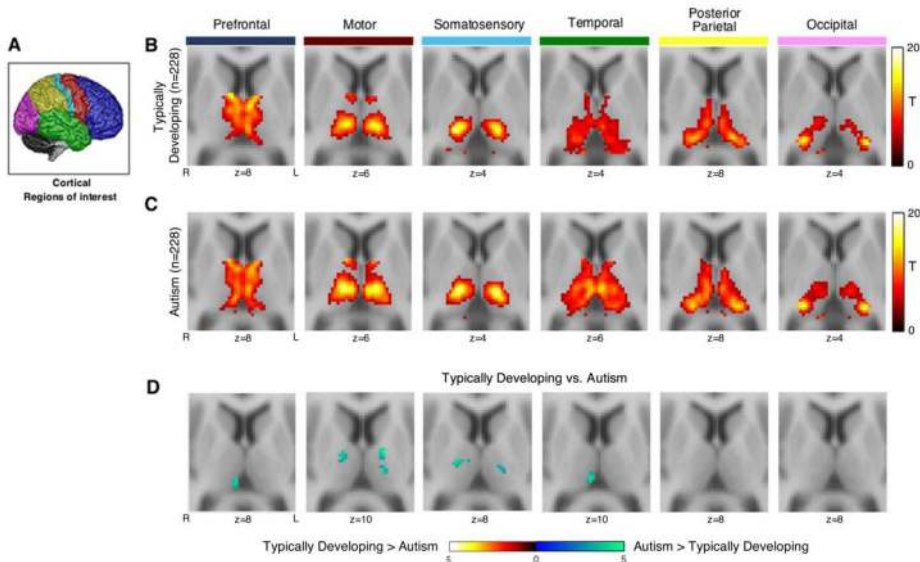 Prefrontal Motor Somatosensory Temporal Posterior Parietal Occipital
A
Cortical
Regions of interest
B
Typically
Developing (n=228)
20
T
0
R z=8 L z=6 z=4 z=4 z=8 z=4
C
Autism (n=228)
20
T
0
R z=8 L z=6 z=4 z=4 z=8 z=4
D
Typically Developing vs. Autism
R z=8 L z=10 z=8 z=10 z=8 z=8
Typically Developing > Autism Autism > Typically Developing
5 0 5